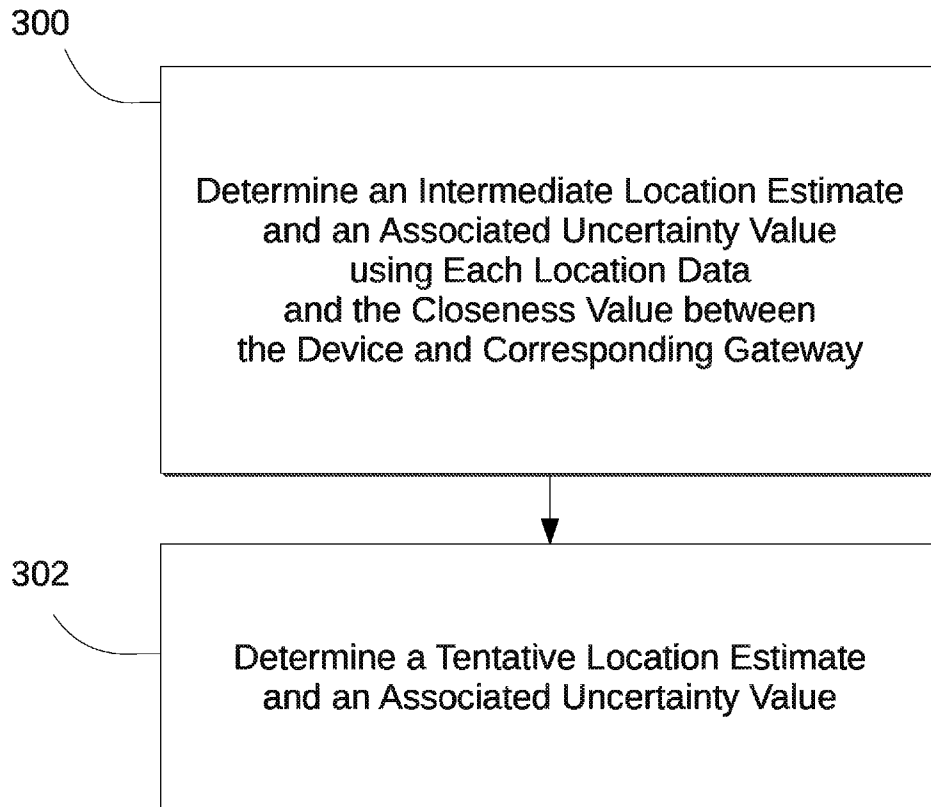 300
Determine an Intermediate Location Estimate
and an Associated Uncertainty Value
using Each Location Data
and the Closeness Value between
the Device and Corresponding Gateway
302
Determine a Tentative Location Estimate
and an Associated Uncertainty Value